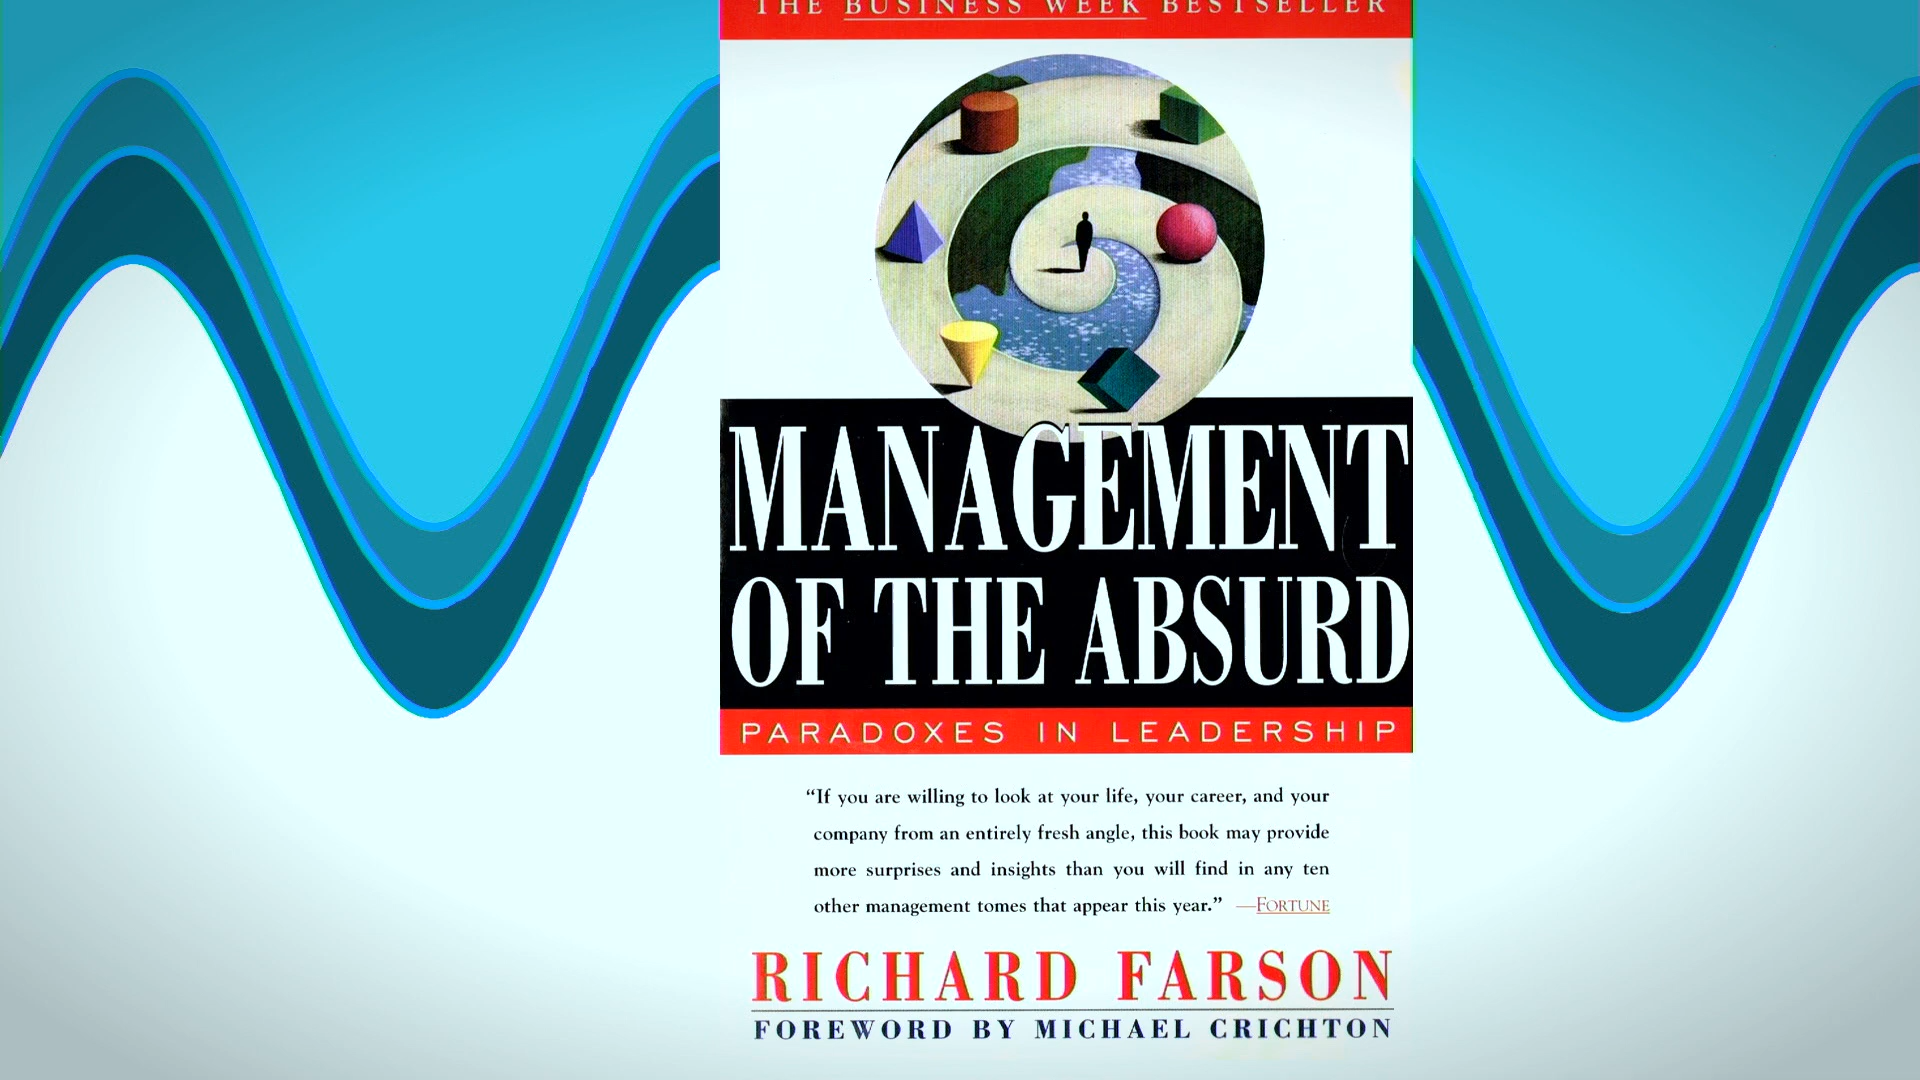 THE BUSINESS WEEK BESTSELLER
MANAGEMENT
OF THE ABSURD
PARADOXES IN LEADERSHIP
“If you are willing to look at your life, your career, and your
company from an entirely fresh angle, this book may provide
more surprises and insights than you will find in any ten
other management tomes that appear this year.” —FORTUNE
RICHARD FARSON
FOREWORD BY MICHAEL CRICHTON